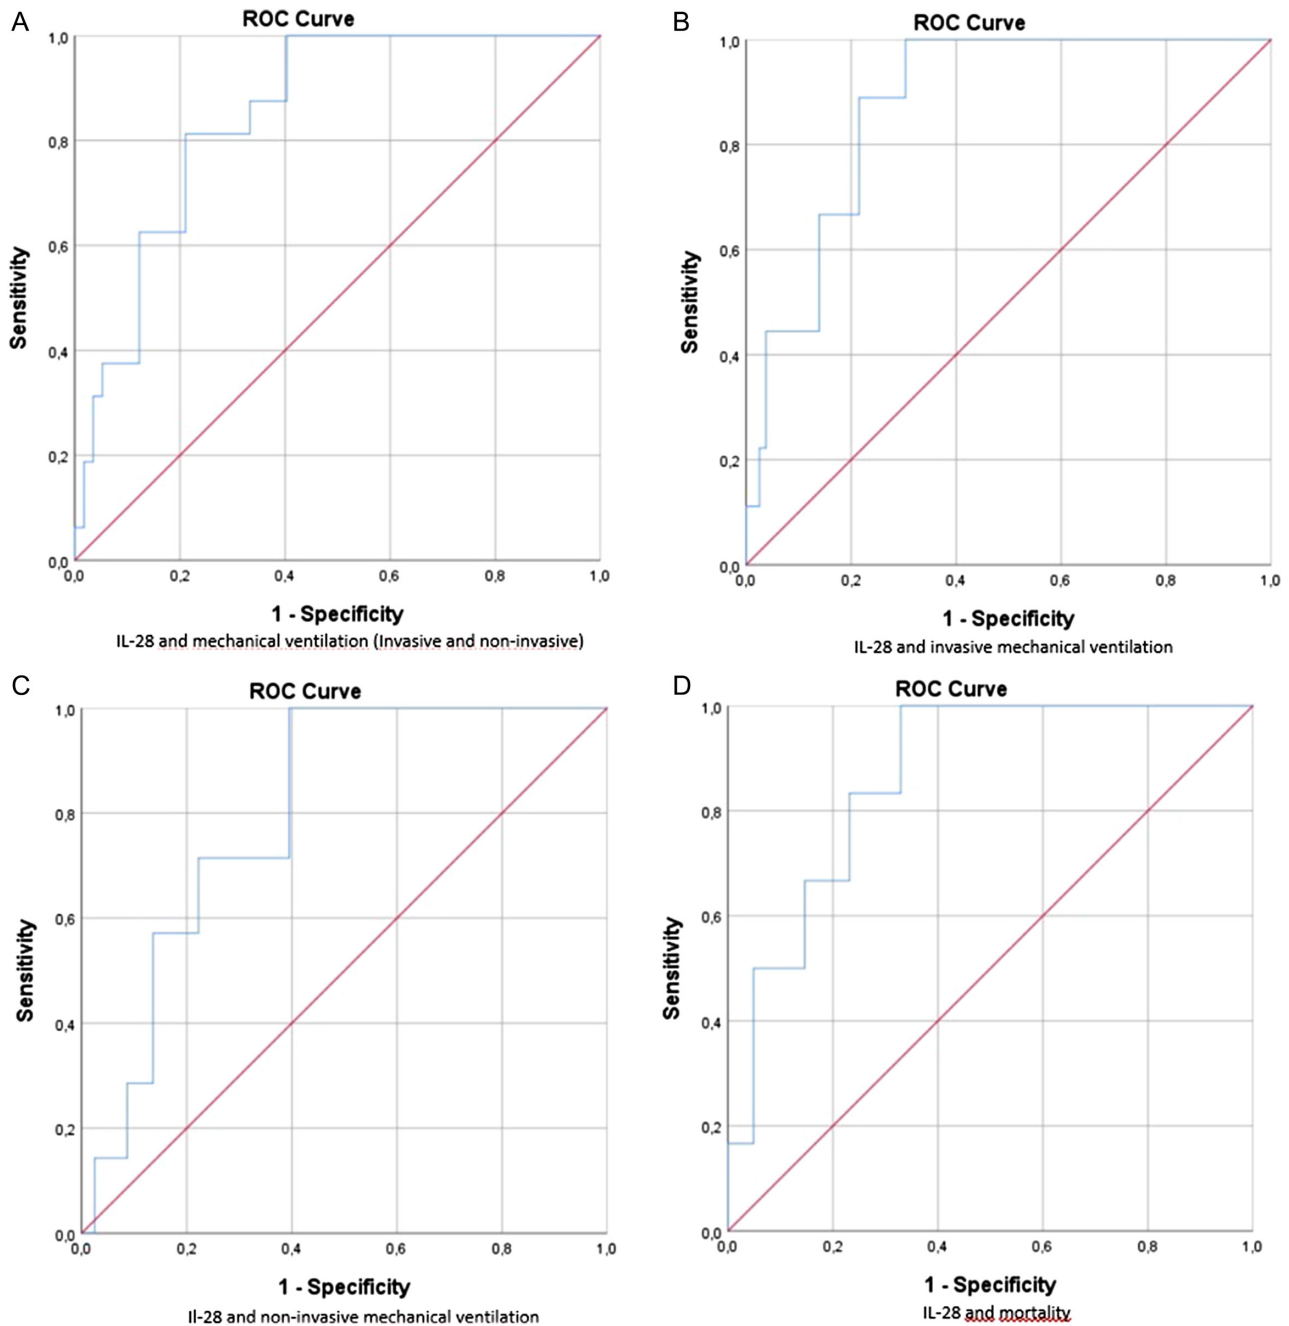 A
ROC Curve
1,0
0,8
0,6
0,4
0,2
0,0
Sensitivity
0,0 0,2 0,4 0,6 0,8 1,0
1 - Specificity
IL-28 and mechanical ventilation (Invasive and non-invasive)
B
ROC Curve
1,0
0,8
0,6
0,4
0,2
0,0
Sensitivity
0,0 0,2 0,4 0,6 0,8 1,0
1 - Specificity
IL-28 and invasive mechanical ventilation
C
ROC Curve
1,0
0,8
0,6
0,4
0,2
0,0
Sensitivity
0,0 0,2 0,4 0,6 0,8 1,0
1 - Specificity
Il-28 and non-invasive mechanical ventilation
D
ROC Curve
1,0
0,8
0,6
0,4
0,2
0,0
Sensitivity
0,0 0,2 0,4 0,6 0,8 1,0
1 - Specificity
IL-28 and mortality